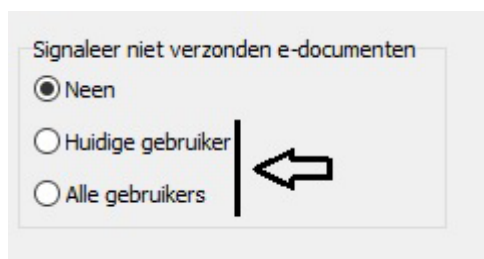 Signaleer niet verzonden e-documenten
Neen
Huidige gebruiker
Alle gebruikers